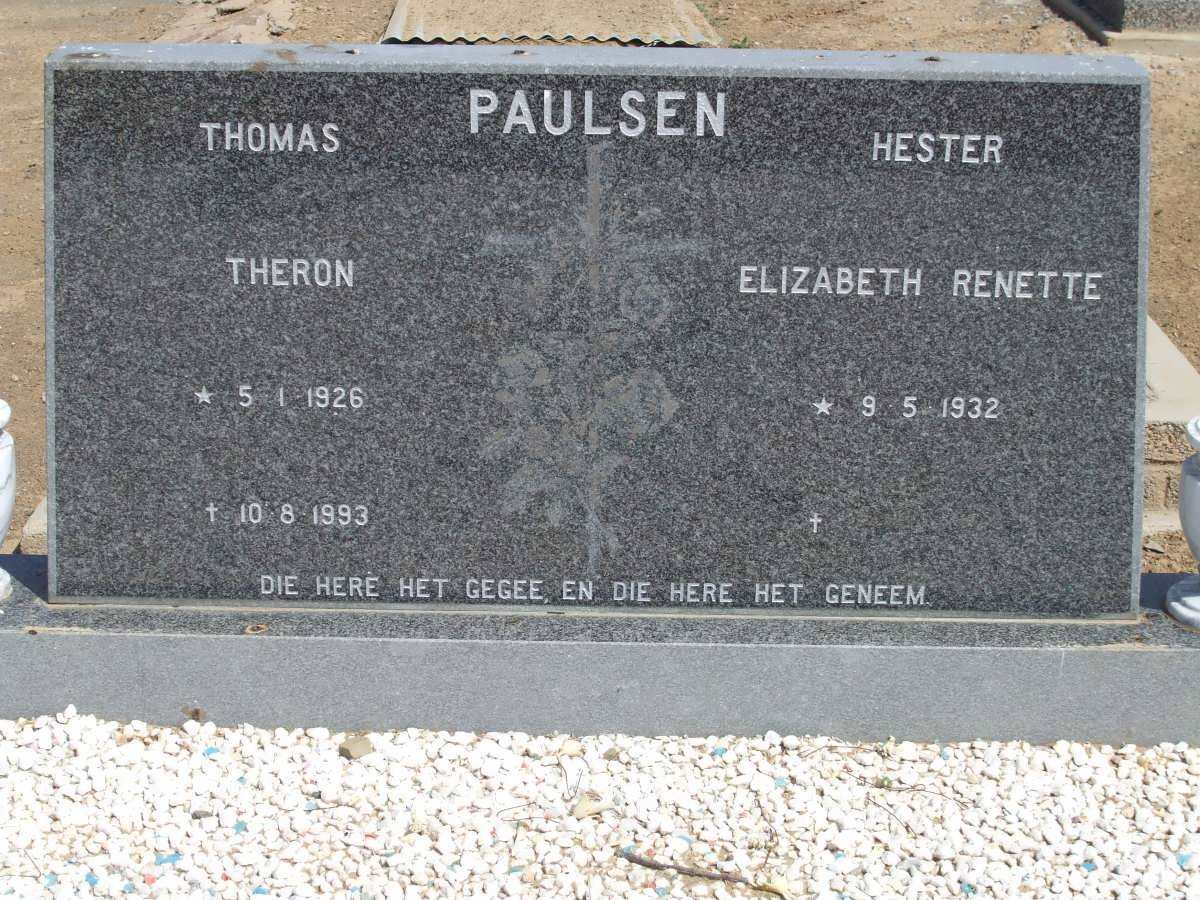 PAULSEN
THOMAS
THERON
★ 5 · 1 · 1926
† 10 · 8 · 1993
HESTER
ELIZABETH RENETTE
★ 9 · 5 · 1932
†
DIE HERE HET GEGEE, EN DIE HERE HET GENEEM.